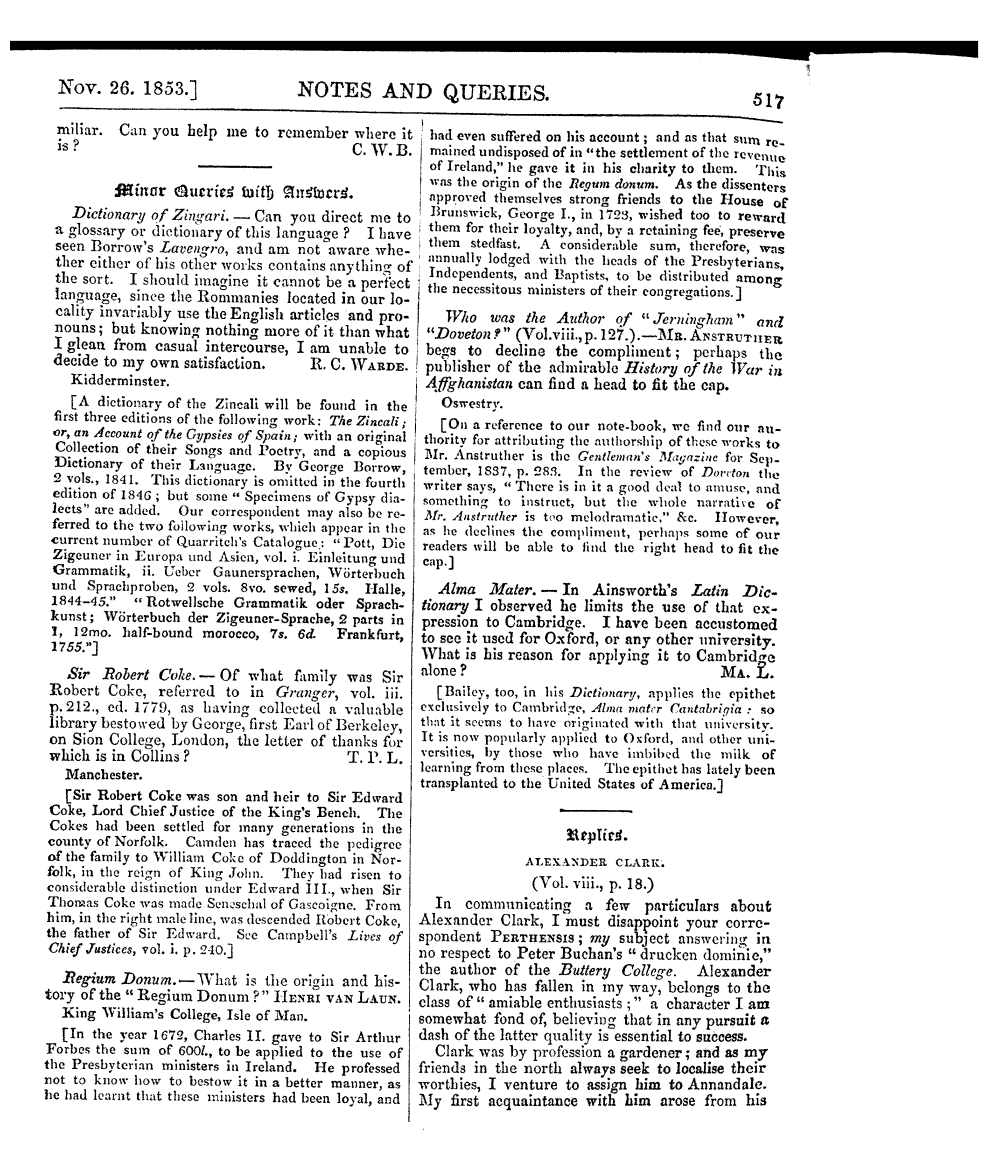 Nov. 26. 1853.]
NOTES AND QUERIES.
517
miliar. Can you help me to remember where it
is? C. W. B.
Minor Queries with Answers.
Dictionary of Zingari. — Can you direct me to
a glossary or dictionary of this language? I have
seen Borrow's Lavengro, and am not aware whe-
ther either of his other works contains anything of
the sort. I should imagine it cannot be a perfect
language, since the Rommanies located in our lo-
cality invariably use the English articles and pro-
nouns; but knowing nothing more of it than what
I glean from casual intercourse, I am unable to
decide to my own satisfaction. R. C. WARDE.
Kidderminster.
[A dictionary of the Zincali will be found in the
first three editions of the following work: The Zincali;
or, an Account of the Gypsies of Spain; with an original
Collection of their Songs and Poetry, and a copious
Dictionary of their Language. By George Borrow,
2 vols., 1841. This dictionary is omitted in the fourth
edition of 1846; but some "Specimens of Gypsy dia-
lects" are added. Our correspondent may also be re-
ferred to the two following works, which appear in the
current number of Quarritch's Catalogue: "Pott, Die
Zigeuner in Europa und Asien, vol. i. Einleitung und
Grammatik, ii. Ueber Gaunersprachen, Wörterbuch
und Sprachproben, 2 vols. 8vo. sewed, 15s. Halle,
1844-45." "Rotwellsche Grammatik oder Sprach-
kunst; Wörterbuch der Zigeuner-Sprache, 2 parts in
1, 12mo. half-bound morocco, 7s. 6d. Frankfurt,
1755."]
Sir Robert Coke. — Of what family was Sir
Robert Coke, referred to in Granger, vol. iii.
p. 212., ed. 1779, as having collected a valuable
library bestowed by George, first Earl of Berkeley,
on Sion College, London, the letter of thanks for
which is in Collins? T. P. L.
Manchester.
[Sir Robert Coke was son and heir to Sir Edward
Coke, Lord Chief Justice of the King's Bench. The
Cokes had been settled for many generations in the
county of Norfolk. Camden has traced the pedigree
of the family to William Coke of Doddington in Nor-
folk, in the reign of King John. They had risen to
considerable distinction under Edward III., when Sir
Thomas Coke was made Seneschal of Gascoigne. From
him, in the right male line, was descended Robert Coke,
the father of Sir Edward. See Campbell's Lives of
Chief Justices, vol. i. p. 240.]
Regium Donum. — What is the origin and his-
tory of the "Regium Donum?" HENRI VAN LAUN.
King William's College, Isle of Man.
[In the year 1672, Charles II. gave to Sir Arthur
Forbes the sum of 600l., to be applied to the use of
the Presbyterian ministers in Ireland. He professed
not to know how to bestow it in a better manner, as
he had learnt that these ministers had been loyal, and
had even suffered on his account; and as that sum re-
mained undisposed of in "the settlement of the revenue
of Ireland," he gave it in his charity to them. This
was the origin of the Regum donum. As the dissenters
approved themselves strong friends to the House of
Brunswick, George I., in 1723, wished too to reward
them for their loyalty, and, by a retaining fee, preserve
them stedfast. A considerable sum, therefore, was
annually lodged with the heads of the Presbyterians,
Independents, and Baptists, to be distributed among
the necessitous ministers of their congregations.]
Who was the Author of "Jerningham" and
"Doveton?" (Vol. viii., p. 127.). — MR. ANSTRUTHER
begs to decline the compliment; perhaps the
publisher of the admirable History of the War in
Affghanistan can find a head to fit the cap.
Oswestry.
[On a reference to our note-book, we find our au-
thority for attributing the authorship of these works to
Mr. Anstruther is the Gentleman's Magazine for Sep-
tember, 1837, p. 283. In the review of Doveton the
writer says, "There is in it a good deal to amuse, and
something to instruct, but the whole narrative of
Mr. Anstruther is too melodramatic," &c. However,
as he declines the compliment, perhaps some of our
readers will be able to find the right head to fit the
cap.]
Alma Mater. — In Ainsworth's Latin Dic-
tionary I observed he limits the use of that ex-
pression to Cambridge. I have been accustomed
to see it used for Oxford, or any other university.
What is his reason for applying it to Cambridge
alone? MA. L.
[Bailey, too, in his Dictionary, applies the epithet
exclusively to Cambridge, Alma mater Cantabrigia: so
that it seems to have originated with that university.
It is now popularly applied to Oxford, and other uni-
versities, by those who have imbibed the milk of
learning from these places. The epithet has lately been
transplanted to the United States of America.]
Replies.
ALEXANDER CLARK.
(Vol. viii., p. 18.)
In communicating a few particulars about
Alexander Clark, I must disappoint your corre-
spondent PERTHENSIS; my subject answering in
no respect to Peter Buchan's "drucken dominie,"
the author of the Buttery College. Alexander
Clark, who has fallen in my way, belongs to the
class of "amiable enthusiasts;" a character I am
somewhat fond of, believing that in any pursuit a
dash of the latter quality is essential to success.
Clark was by profession a gardener; and as my
friends in the north always seek to localise their
worthies, I venture to assign him to Annandale.
My first acquaintance with him arose from his